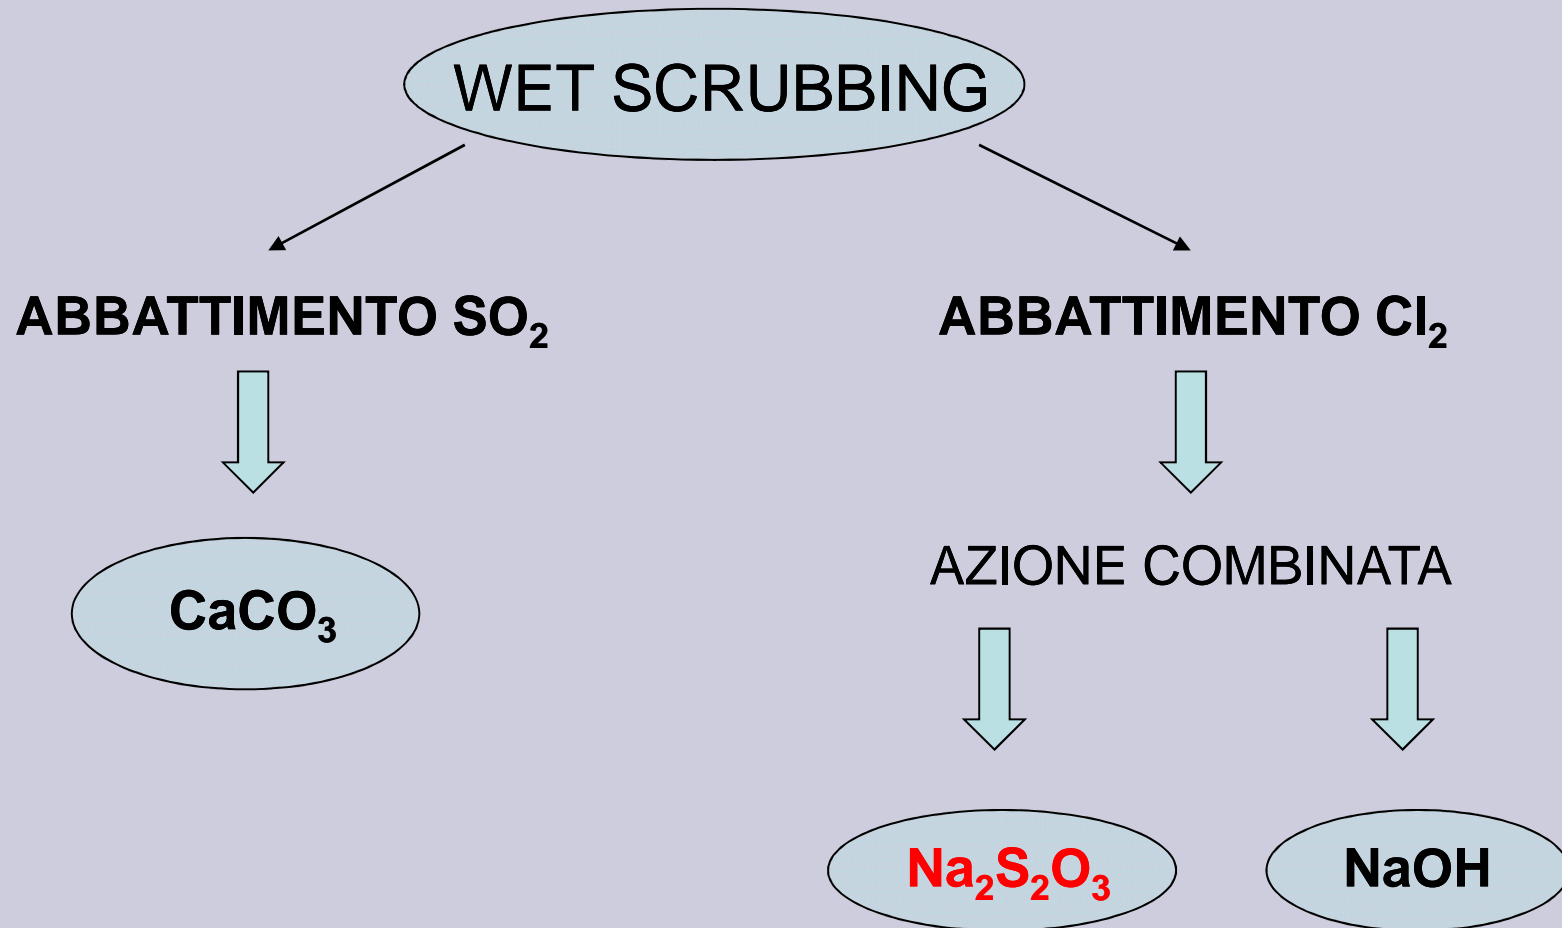 WET SCRUBBING
ABBATTIMENTO SO₂
ABBATTIMENTO Cl₂
CaCO₃
AZIONE COMBINATA
Na₂S₂O₃
NaOH